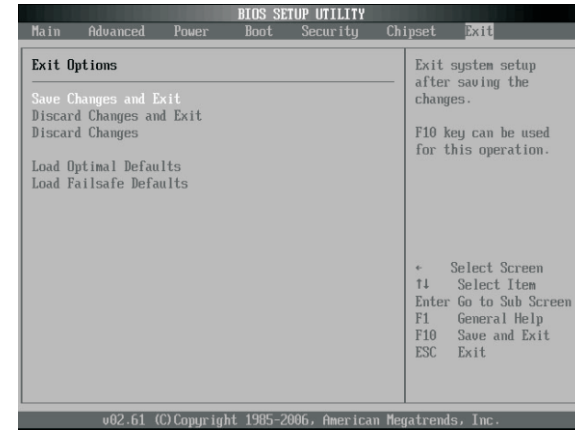 BIOS SETUP UTILITY
Main Advanced Power Boot Security Chipset Exit
Exit Options
Save Changes and Exit
Discard Changes and Exit
Discard Changes
Load Optimal Defaults
Load Failsafe Defaults
Exit system setup
after saving the
changes.
F10 key can be used
for this operation.
← Select Screen
↑↓ Select Item
Enter Go to Sub Screen
F1 General Help
F10 Save and Exit
ESC Exit
v02.61 (C)Copyright 1985-2006, American Megatrends, Inc.